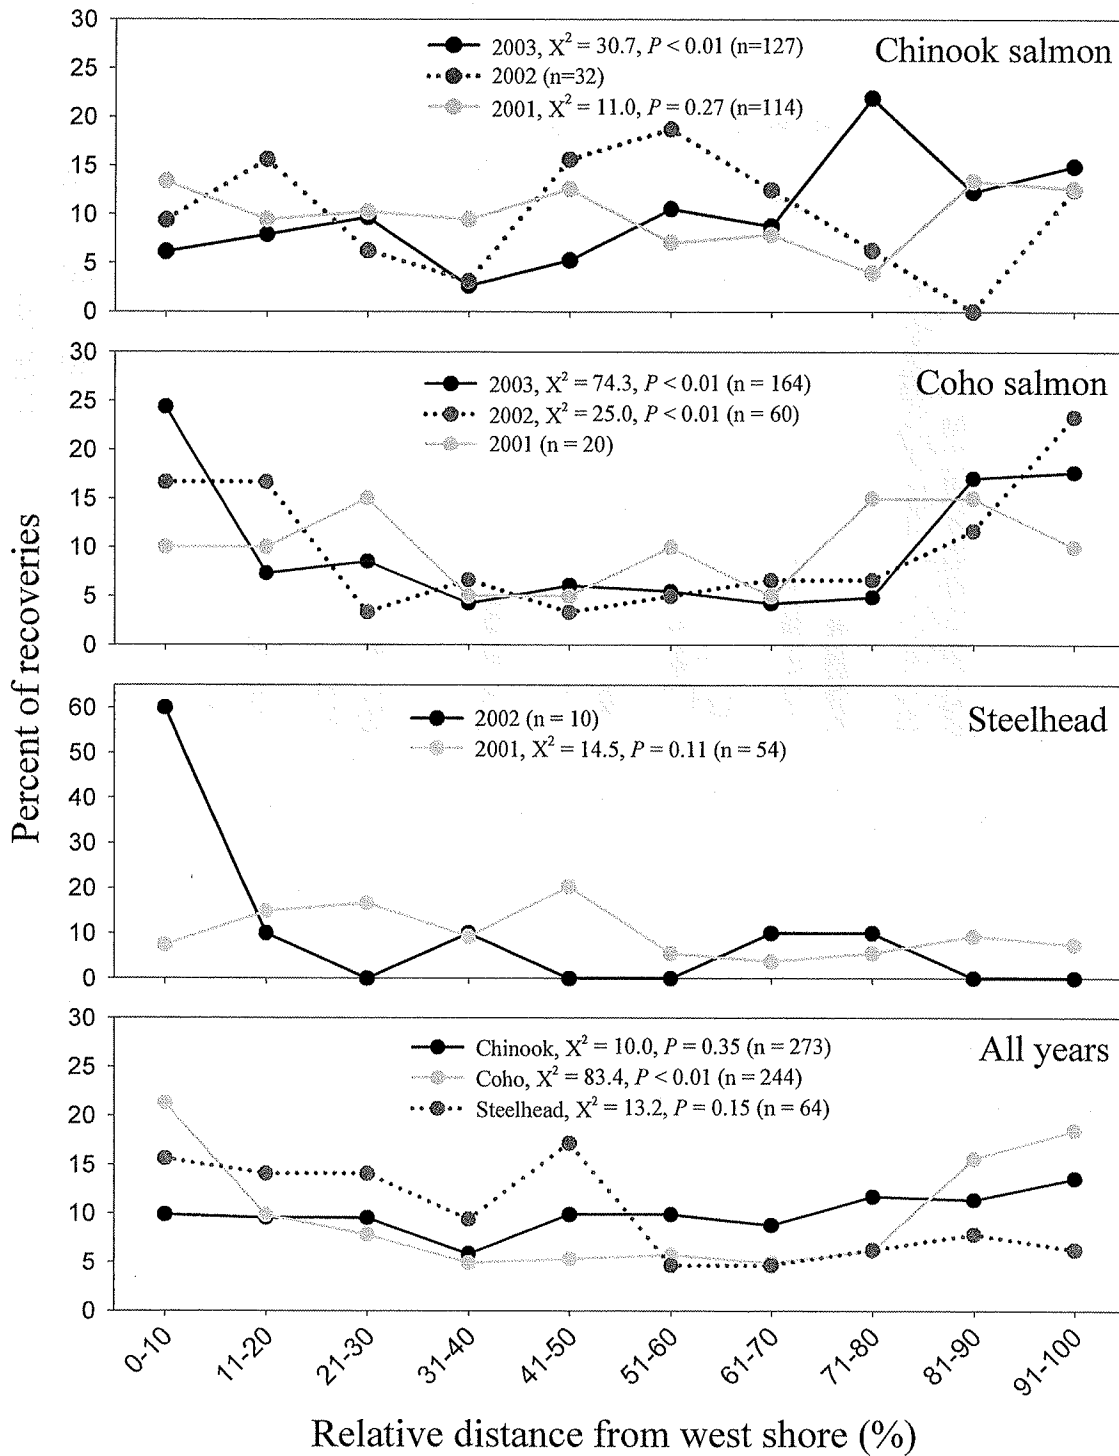 30
25
20
15
10
5
0
2003, X² = 30.7, P < 0.01 (n=127)
2002 (n=32)
2001, X² = 11.0, P = 0.27 (n=114)
Chinook salmon
30
25
20
15
10
5
0
2003, X² = 74.3, P < 0.01 (n = 164)
2002, X² = 25.0, P < 0.01 (n = 60)
2001 (n = 20)
Coho salmon
Percent of recoveries
60
50
40
30
20
10
0
2002 (n = 10)
2001, X² = 14.5, P = 0.11 (n = 54)
Steelhead
30
25
20
15
10
5
0
Chinook, X² = 10.0, P = 0.35 (n = 273)
Coho, X² = 83.4, P < 0.01 (n = 244)
Steelhead, X² = 13.2, P = 0.15 (n = 64)
All years
0-10
11-20
21-30
31-40
41-50
51-60
61-70
71-80
81-90
91-100
Relative distance from west shore (%)